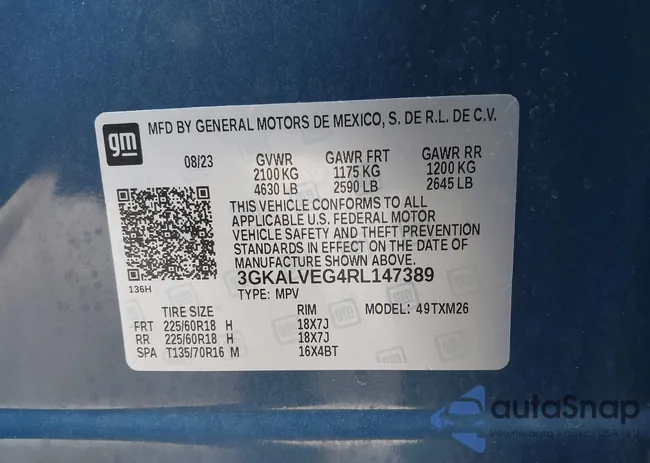 gm
MFD BY GENERAL MOTORS DE MEXICO, S. DE R.L. DE C.V.
08/23 GVWR GAWR FRT GAWR RR
2100 KG 1175 KG 1200 KG
4630 LB 2590 LB 2645 LB
THIS VEHICLE CONFORMS TO ALL
APPLICABLE U.S. FEDERAL MOTOR
VEHICLE SAFETY AND THEFT PREVENTION
STANDARDS IN EFFECT ON THE DATE OF
MANUFACTURE SHOWN ABOVE.
136H
3GKALVEG4RL147389
TYPE: MPV
TIRE SIZE RIM MODEL: 49TXM26
FRT 225/60R18 H 18X7J
RR 225/60R18 H 18X7J
SPA T135/70R16 M 16X4BT
autaSnap